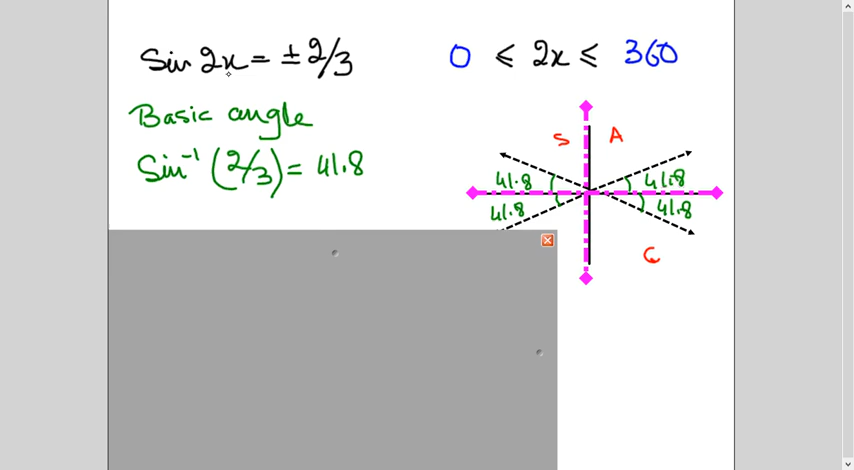 Sin 2x = ± 2/3
0 ≤ 2x ≤ 360
Basic angle
Sin⁻¹ (2/3) = 41.8
S A
41.8 41.8
41.8 41.8
C